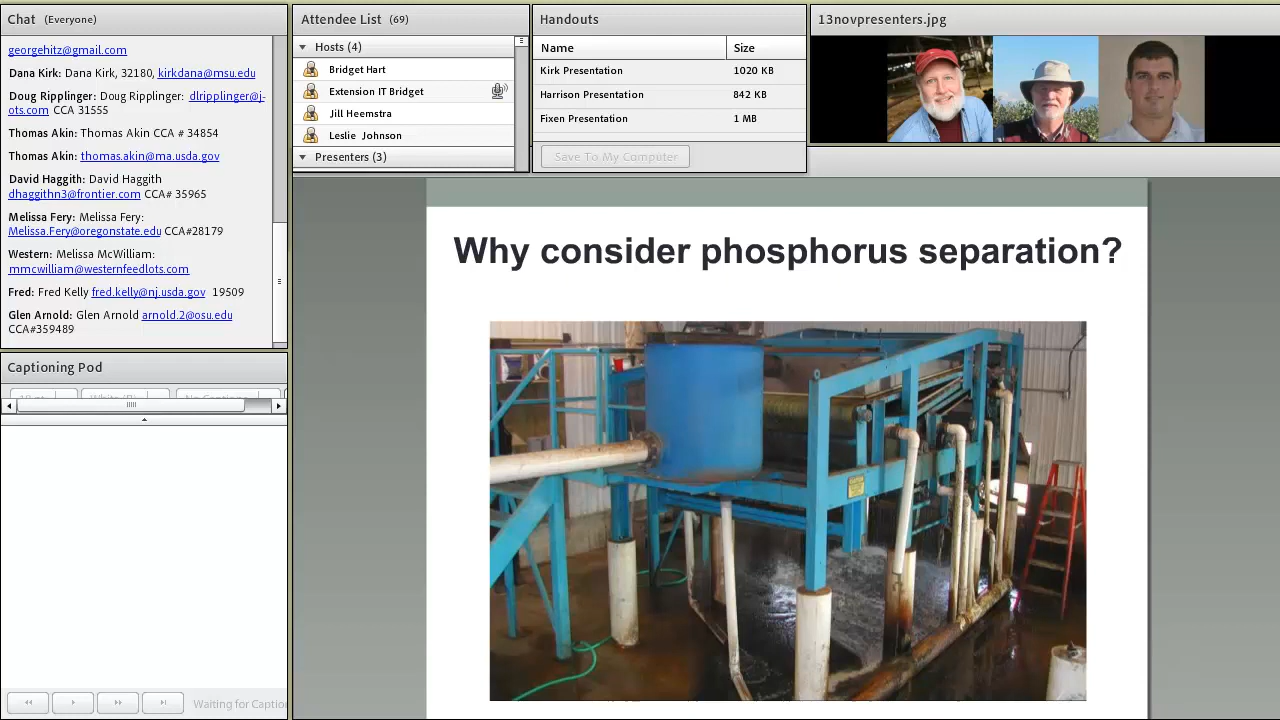 Chat (Everyone)
georgehitz@gmail.com
Dana Kirk: Dana Kirk, 32180, kirkdana@msu.edu
Doug Ripplinger: Doug Ripplinger: dlripplinger@j-
ots.com CCA 31555
Thomas Akin: Thomas Akin CCA # 34854
Thomas Akin: thomas.akin@ma.usda.gov
David Haggith: David Haggith
dhaggithn3@frontier.com CCA# 35965
Melissa Fery: Melissa Fery:
Melissa.Fery@oregonstate.edu CCA#28179
Western: Melissa McWilliam:
mmcwilliam@westernfeedlots.com
Fred: Fred Kelly fred.kelly@nj.usda.gov 19509
Glen Arnold: Glen Arnold arnold.2@osu.edu
CCA#359489
Captioning Pod
Waiting for Captio
Attendee List (69)
Hosts (4)
Bridget Hart
Extension IT Bridget
Jill Heemstra
Leslie Johnson
Presenters (3)
Handouts
Name Size
Kirk Presentation 1020 KB
Harrison Presentation 842 KB
Fixen Presentation 1 MB
Save To My Computer
13novpresenters.jpg
Why consider phosphorus separation?